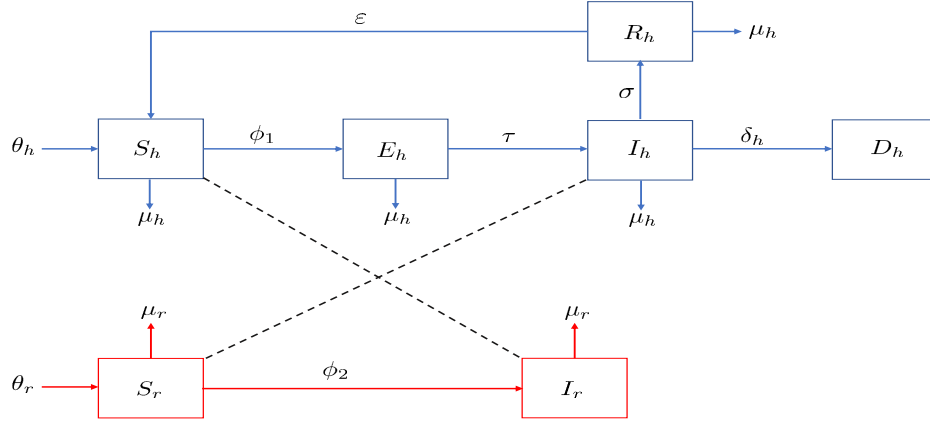 ε
R_h
μ_h
σ
θ_h
S_h
ϕ_1
E_h
τ
I_h
δ_h
D_h
μ_h
μ_h
μ_h
μ_r
μ_r
θ_r
S_r
ϕ_2
I_r